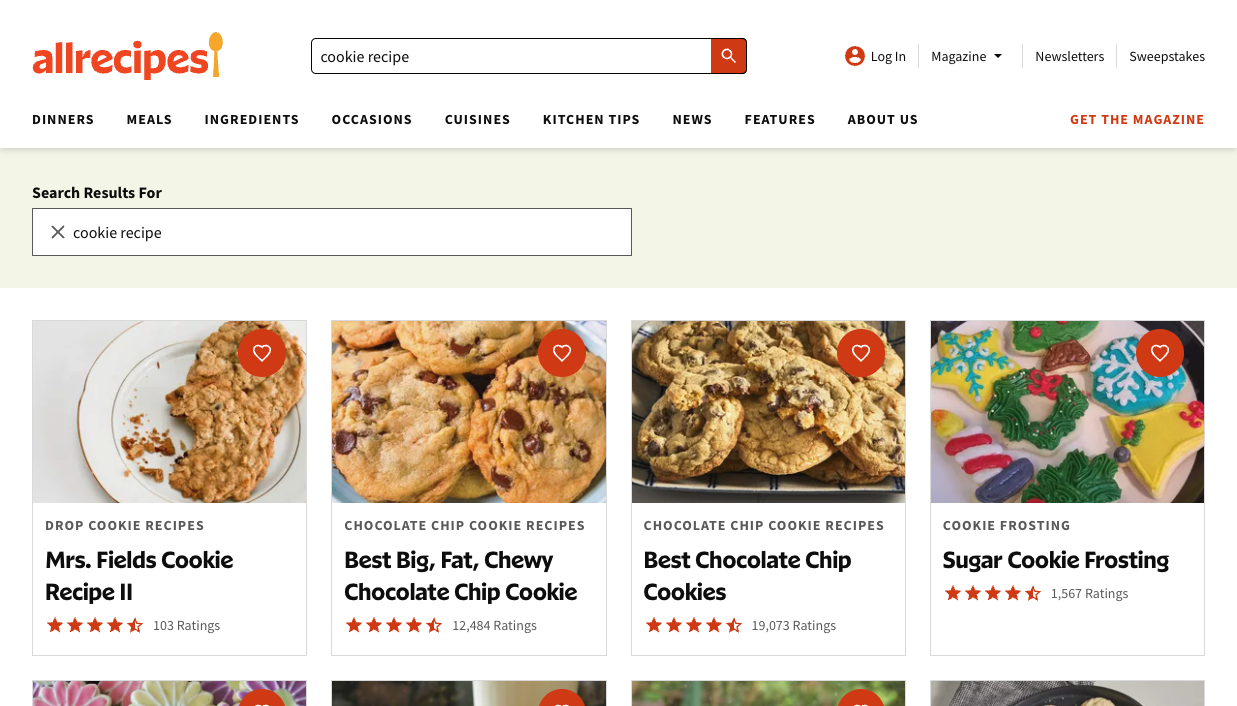 allrecipes
cookie recipe
Log In
Magazine
Newsletters
Sweepstakes
DINNERS
MEALS
INGREDIENTS
OCCASIONS
CUISINES
KITCHEN TIPS
NEWS
FEATURES
ABOUT US
GET THE MAGAZINE
Search Results For
cookie recipe
DROP COOKIE RECIPES
Mrs. Fields Cookie
Recipe II
103 Ratings
CHOCOLATE CHIP COOKIE RECIPES
Best Big, Fat, Chewy
Chocolate Chip Cookie
12,484 Ratings
CHOCOLATE CHIP COOKIE RECIPES
Best Chocolate Chip
Cookies
19,073 Ratings
COOKIE FROSTING
Sugar Cookie Frosting
1,567 Ratings